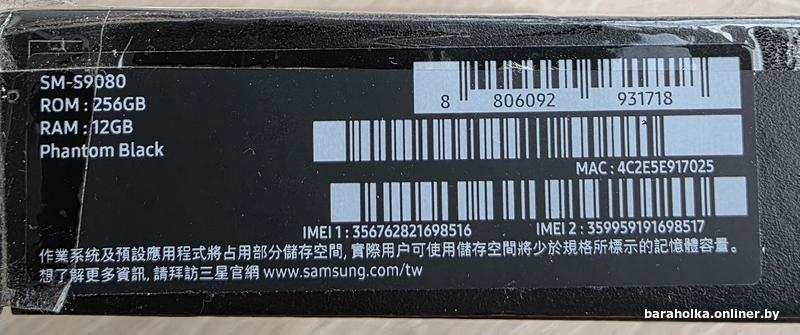 SM-S9080
ROM : 256GB
RAM : 12GB
Phantom Black
8 806092 931718
MAC : 4C2E5E917025
IMEI 1 : 356762821698516 IMEI 2 : 359959191698517
作業系統及預設應用程式將占用部分儲存空間, 實際用户可使用儲存空間將少於規格所標示的記憶體容量。
想了解更多資訊, 請拜訪三星官網 www.samsung.com/tw
baraholka.onliner.by